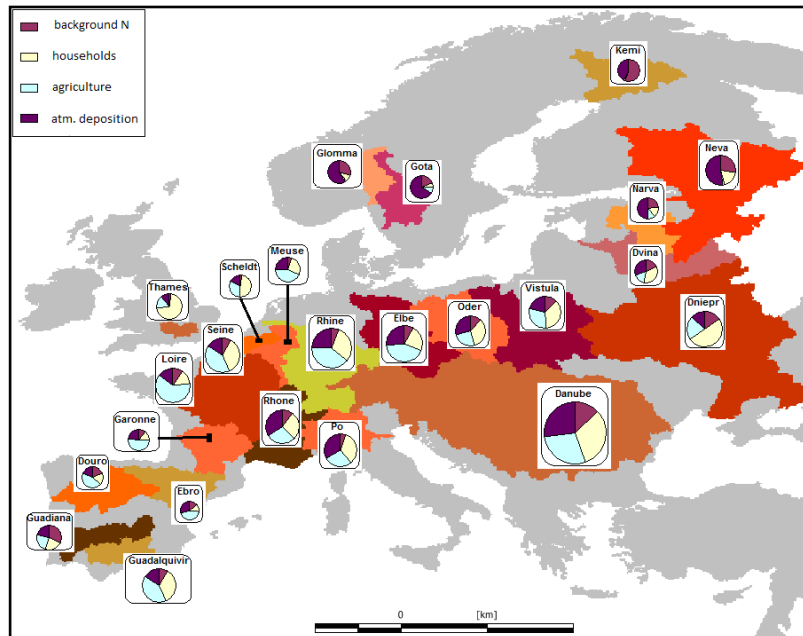 background N
households
agriculture
atm. deposition
Kemi
Glomma
Gota
Neva
Narva
Dvina
Meuse
Scheldt
Thames
Seine
Rhine
Elbe
Oder
Vistula
Dniepr
Loire
Rhone
Po
Danube
Garonne
Douro
Ebro
Guadiana
Guadalquivir
0 [km]